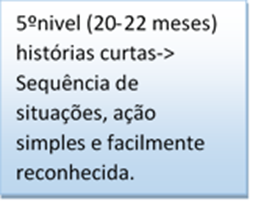 5ºnivel (20-22 meses)
histórias curtas->
Sequência de
situações, ação
simples e facilmente
reconhecida.